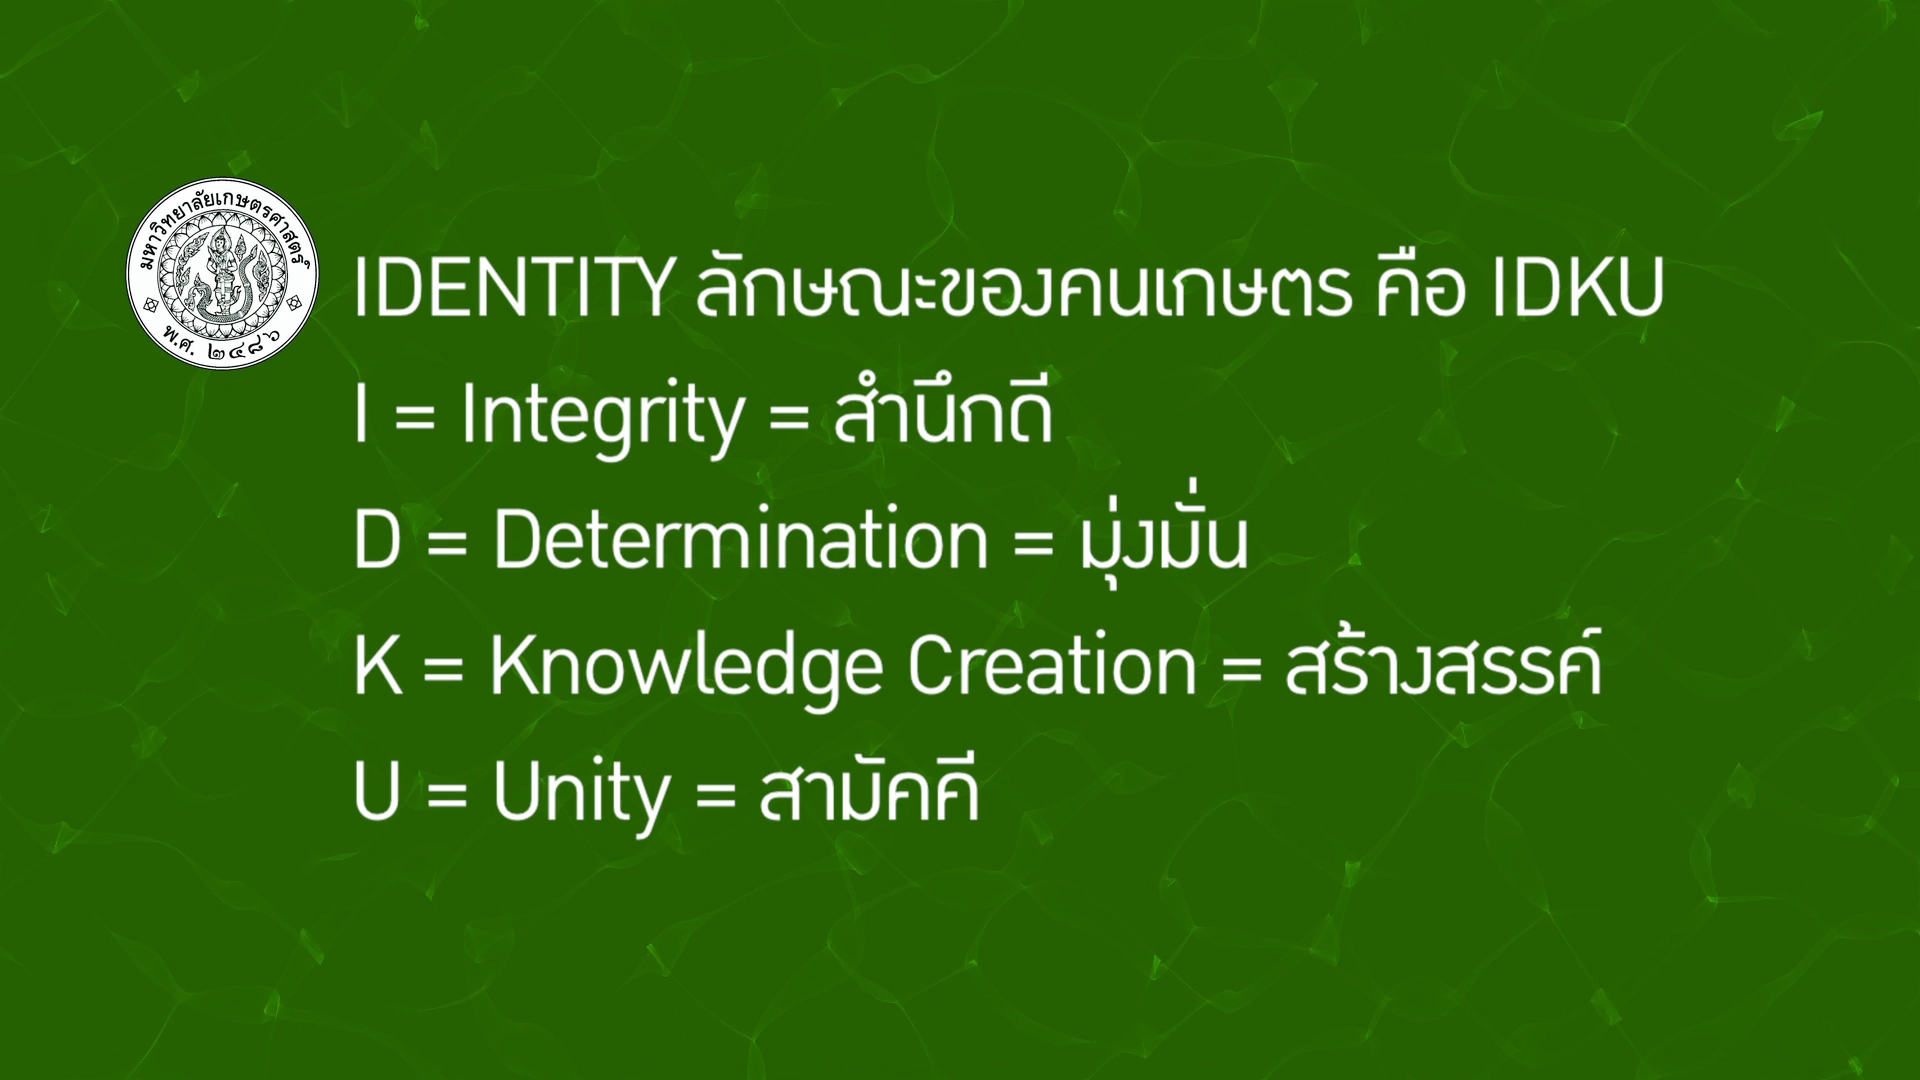 มหาวิทยาลัยเกษตรศาสตร์
พ.ศ. ๒๔๘๖
IDENTITY ลักษณะของคนเกษตร คือ IDKU
I = Integrity = สำนึกดี
D = Determination = มุ่งมั่น
K = Knowledge Creation = สร้างสรรค์
U = Unity = สามัคคี